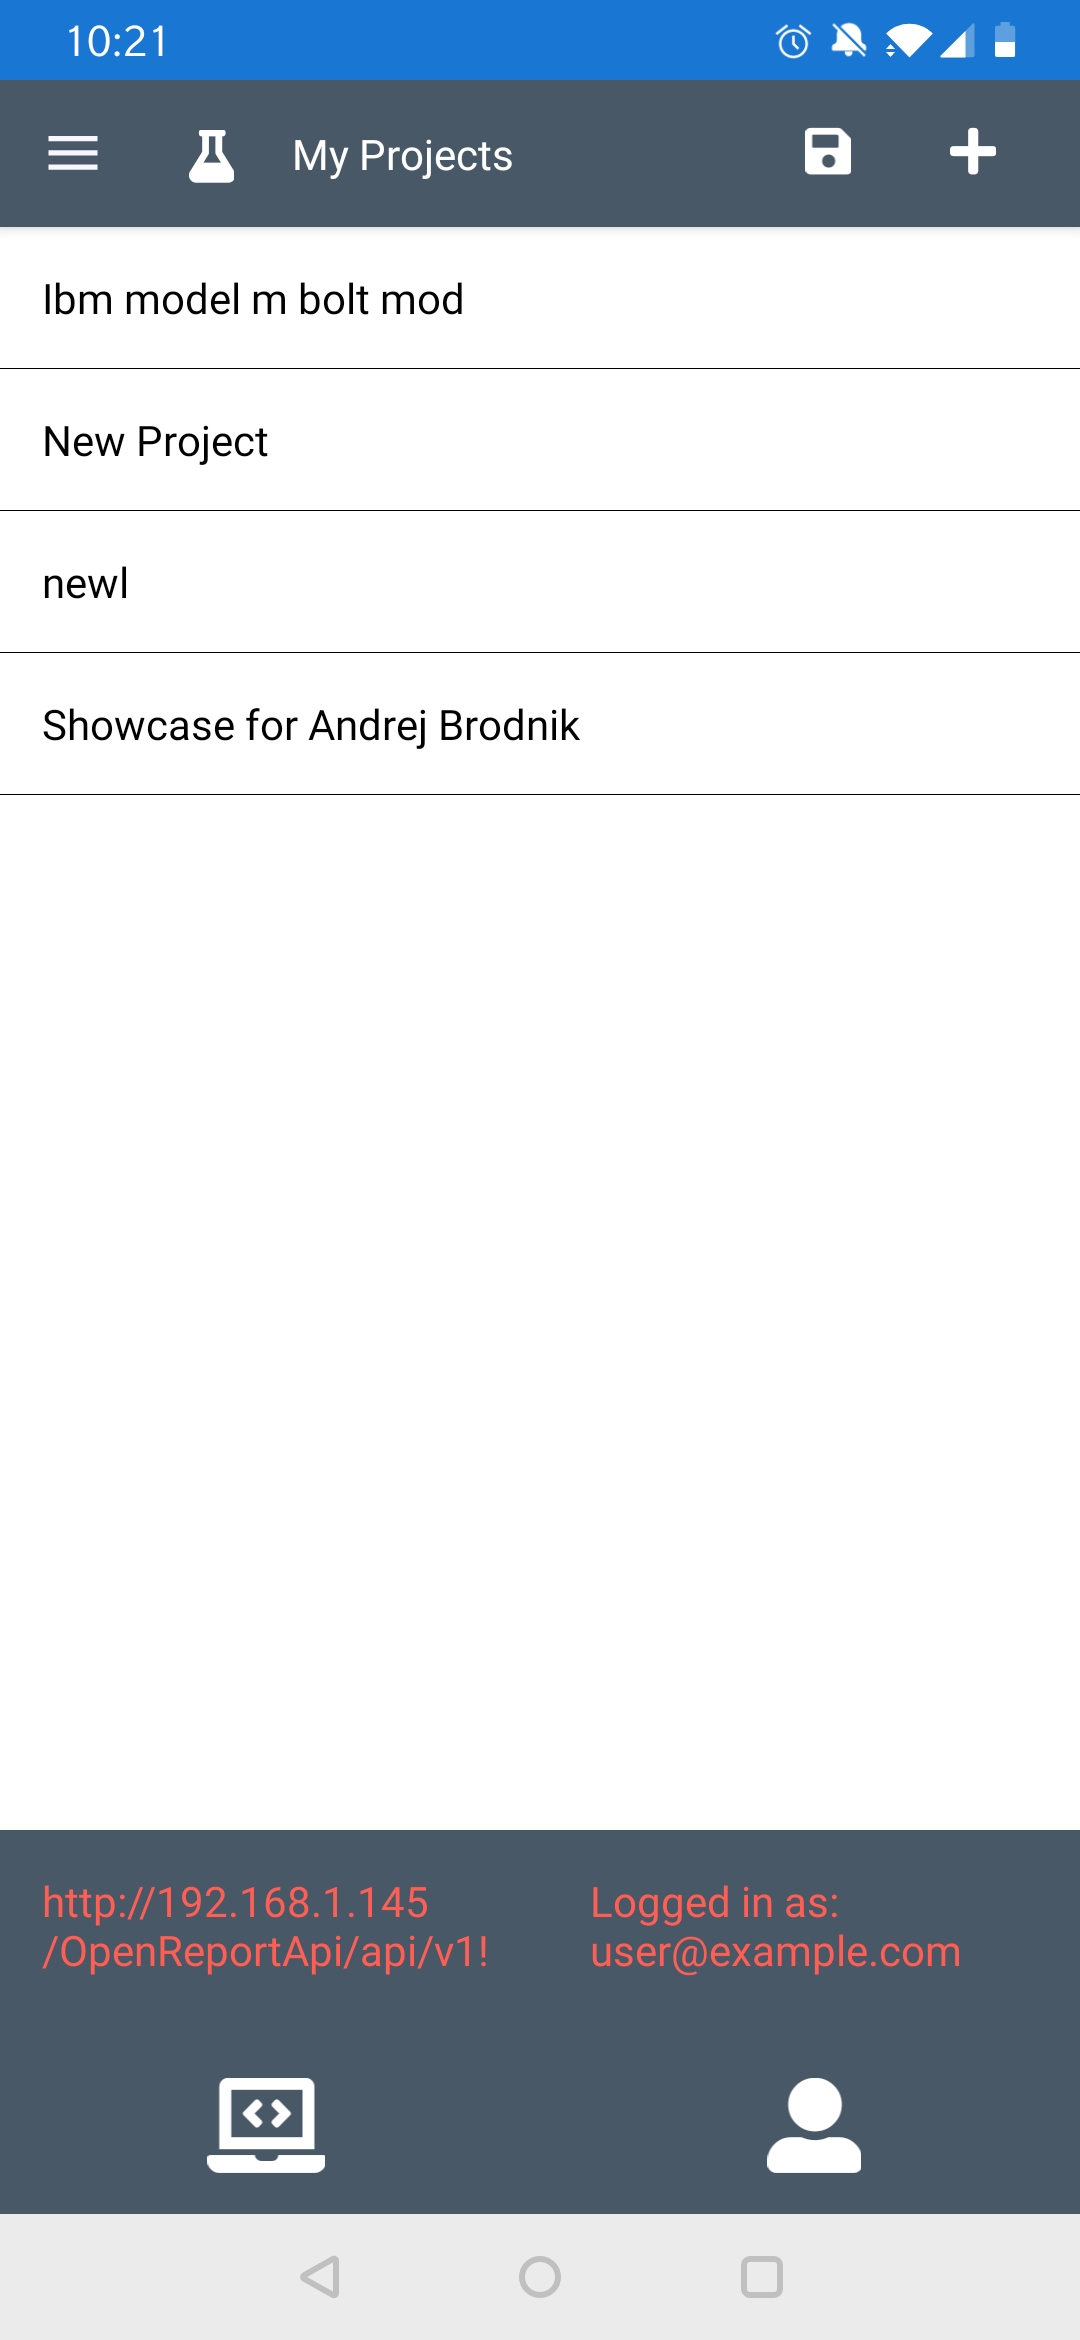 10:21
My Projects
Ibm model m bolt mod
New Project
newl
Showcase for Andrej Brodnik
http://192.168.1.145
/OpenReportApi/api/v1!
Logged in as:
user@example.com